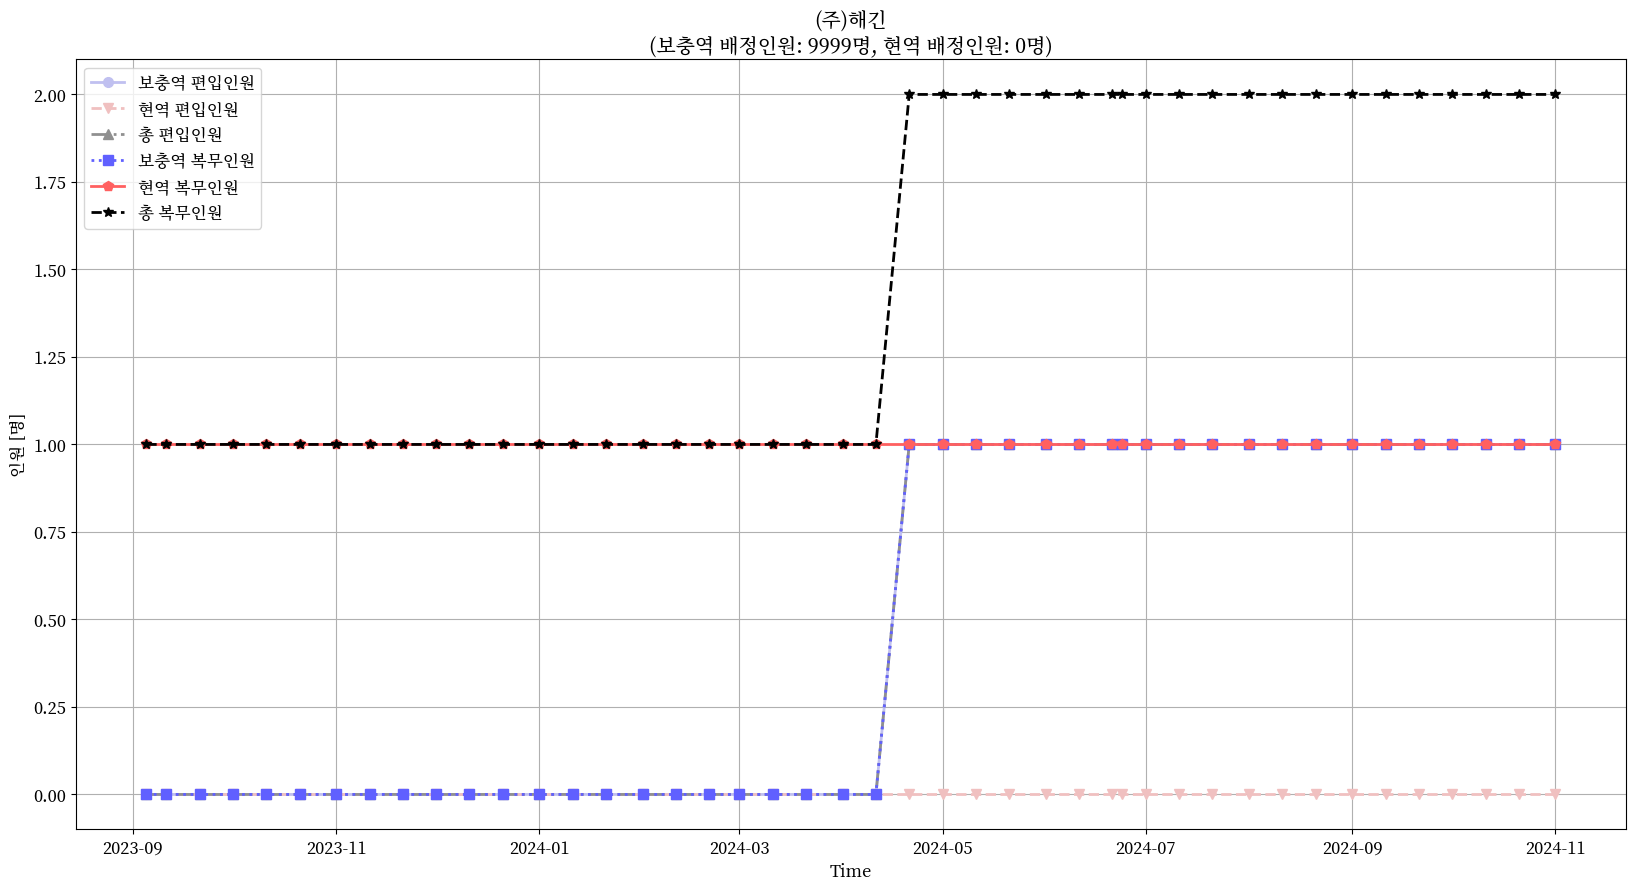 (주)해긴
(보충역 배정인원: 9999명, 현역 배정인원: 0명)
보충역 편입인원
현역 편입인원
총 편입인원
보충역 복무인원
현역 복무인원
총 복무인원
2.00
1.75
1.50
1.25
1.00
0.75
0.50
0.25
0.00
인원 [명]
2023-09
2023-11
2024-01
2024-03
2024-05
2024-07
2024-09
2024-11
Time